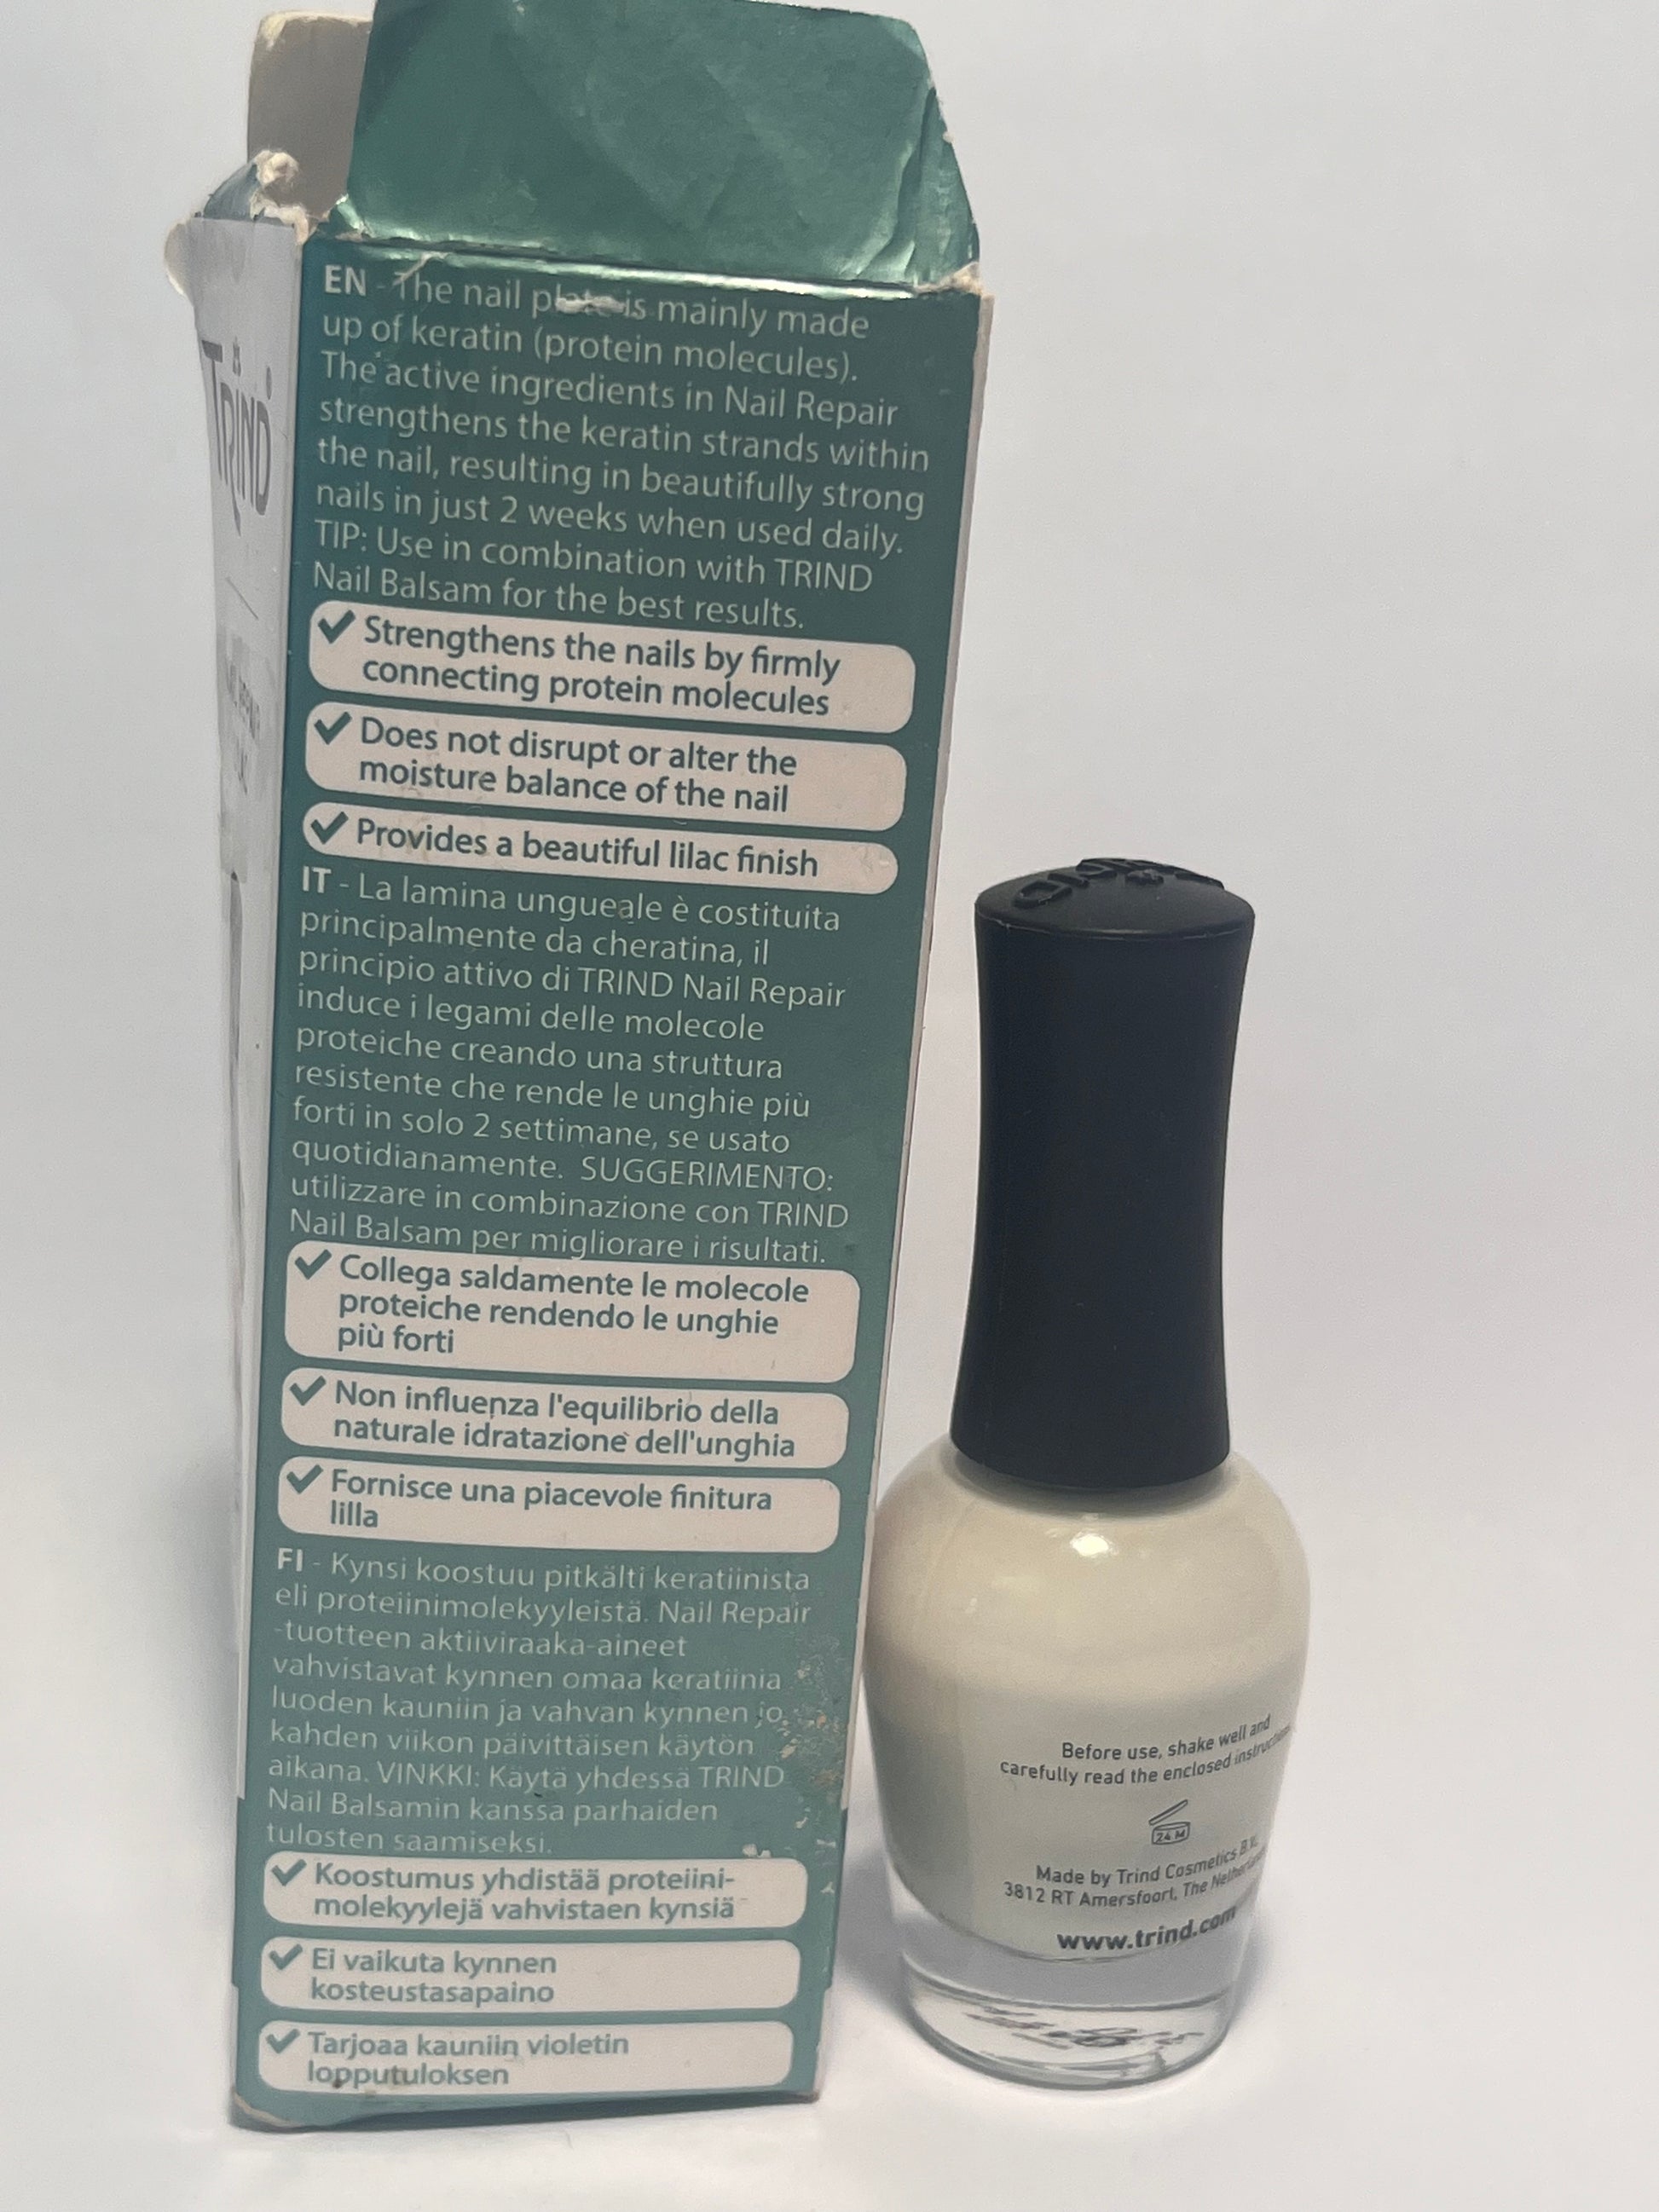 TRIND
EN - The nail plate is mainly made
up of keratin (protein molecules).
The active ingredients in Nail Repair
strengthens the keratin strands within
the nail, resulting in beautifully strong
nails in just 2 weeks when used daily.
TIP: Use in combination with TRIND
Nail Balsam for the best results.
✓ Strengthens the nails by firmly
connecting protein molecules
✓ Does not disrupt or alter the
moisture balance of the nail
✓ Provides a beautiful lilac finish
IT - La lamina ungueale è costituita
principalmente da cheratina, il
principio attivo di TRIND Nail Repair
induce i legami delle molecole
proteiche creando una struttura
resistente che rende le unghie più
forti in solo 2 settimane, se usato
quotidianamente. SUGGERIMENTO:
utilizzare in combinazione con TRIND
Nail Balsam per migliorare i risultati.
✓ Collega saldamente le molecole
proteiche rendendo le unghie
più forti
✓ Non influenza l'equilibrio della
naturale idratazione dell'unghia
✓ Fornisce una piacevole finitura
lilla
FI - Kynsi koostuu pitkälti keratiinista
eli proteiinimolekyyleistä. Nail Repair
-tuotteen aktiiviraaka-aineet
vahvistavat kynnen omaa keratiinia
luoden kauniin ja vahvan kynnen jo
kahden viikon päivittäisen käytön
aikana. VINKKI: Käytä yhdessä TRIND
Nail Balsamin kanssa parhaiden
tulosten saamiseksi.
✓ Koostumus yhdistää proteiini-
molekyylejä vahvistaen kynsiä
✓ Ei vaikuta kynnen
kosteustasapaino
✓ Tarjoaa kauniin violetin
lopputuloksen
Before use, shake well and
carefully read the enclosed
24 M
Made by Trind Cosmetics B.V.
3812 RT Amersfoort, The
www.trind.com